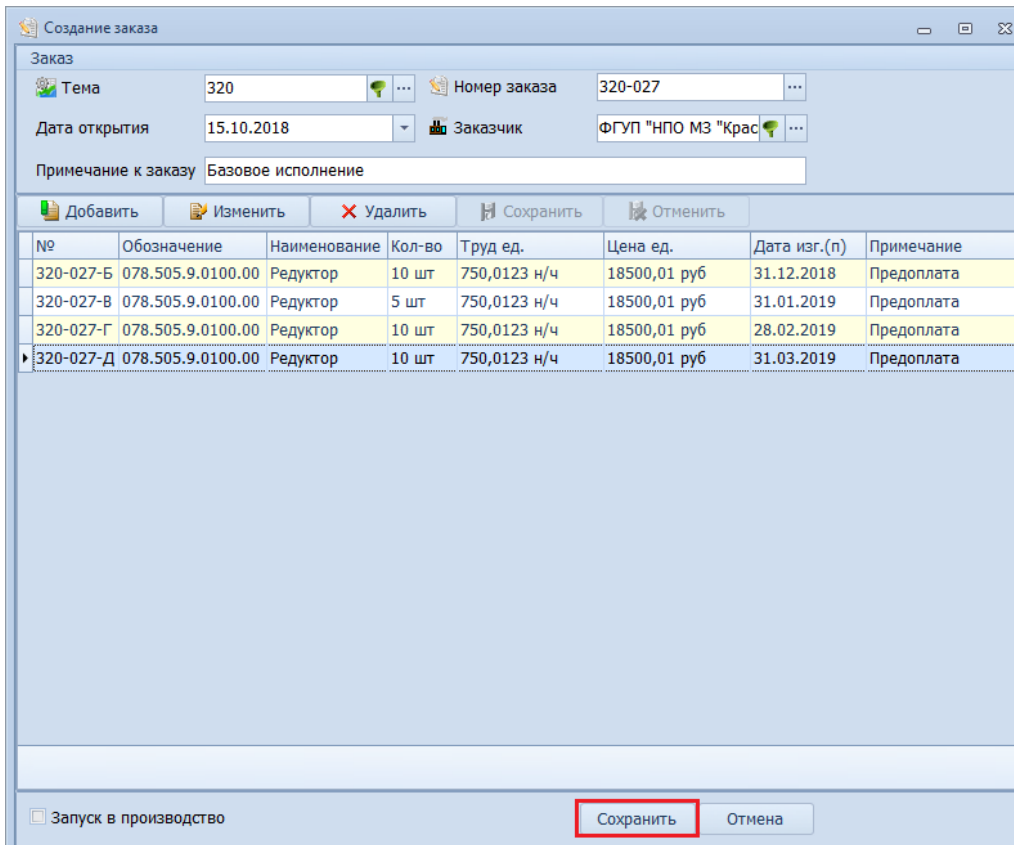 Создание заказа
Заказ
Тема 320 ... Номер заказа 320-027 ...
Дата открытия 15.10.2018 Заказчик ФГУП "НПО МЗ "Крас ...
Примечание к заказу Базовое исполнение
Добавить Изменить Удалить Сохранить Отменить
№ Обозначение Наименование Кол-во Труд ед. Цена ед. Дата изг.(п) Примечание
320-027-Б 078.505.9.0100.00 Редуктор 10 шт 750,0123 н/ч 18500,01 руб 31.12.2018 Предоплата
320-027-В 078.505.9.0100.00 Редуктор 5 шт 750,0123 н/ч 18500,01 руб 31.01.2019 Предоплата
320-027-Г 078.505.9.0100.00 Редуктор 10 шт 750,0123 н/ч 18500,01 руб 28.02.2019 Предоплата
320-027-Д 078.505.9.0100.00 Редуктор 10 шт 750,0123 н/ч 18500,01 руб 31.03.2019 Предоплата
Запуск в производство Сохранить Отмена